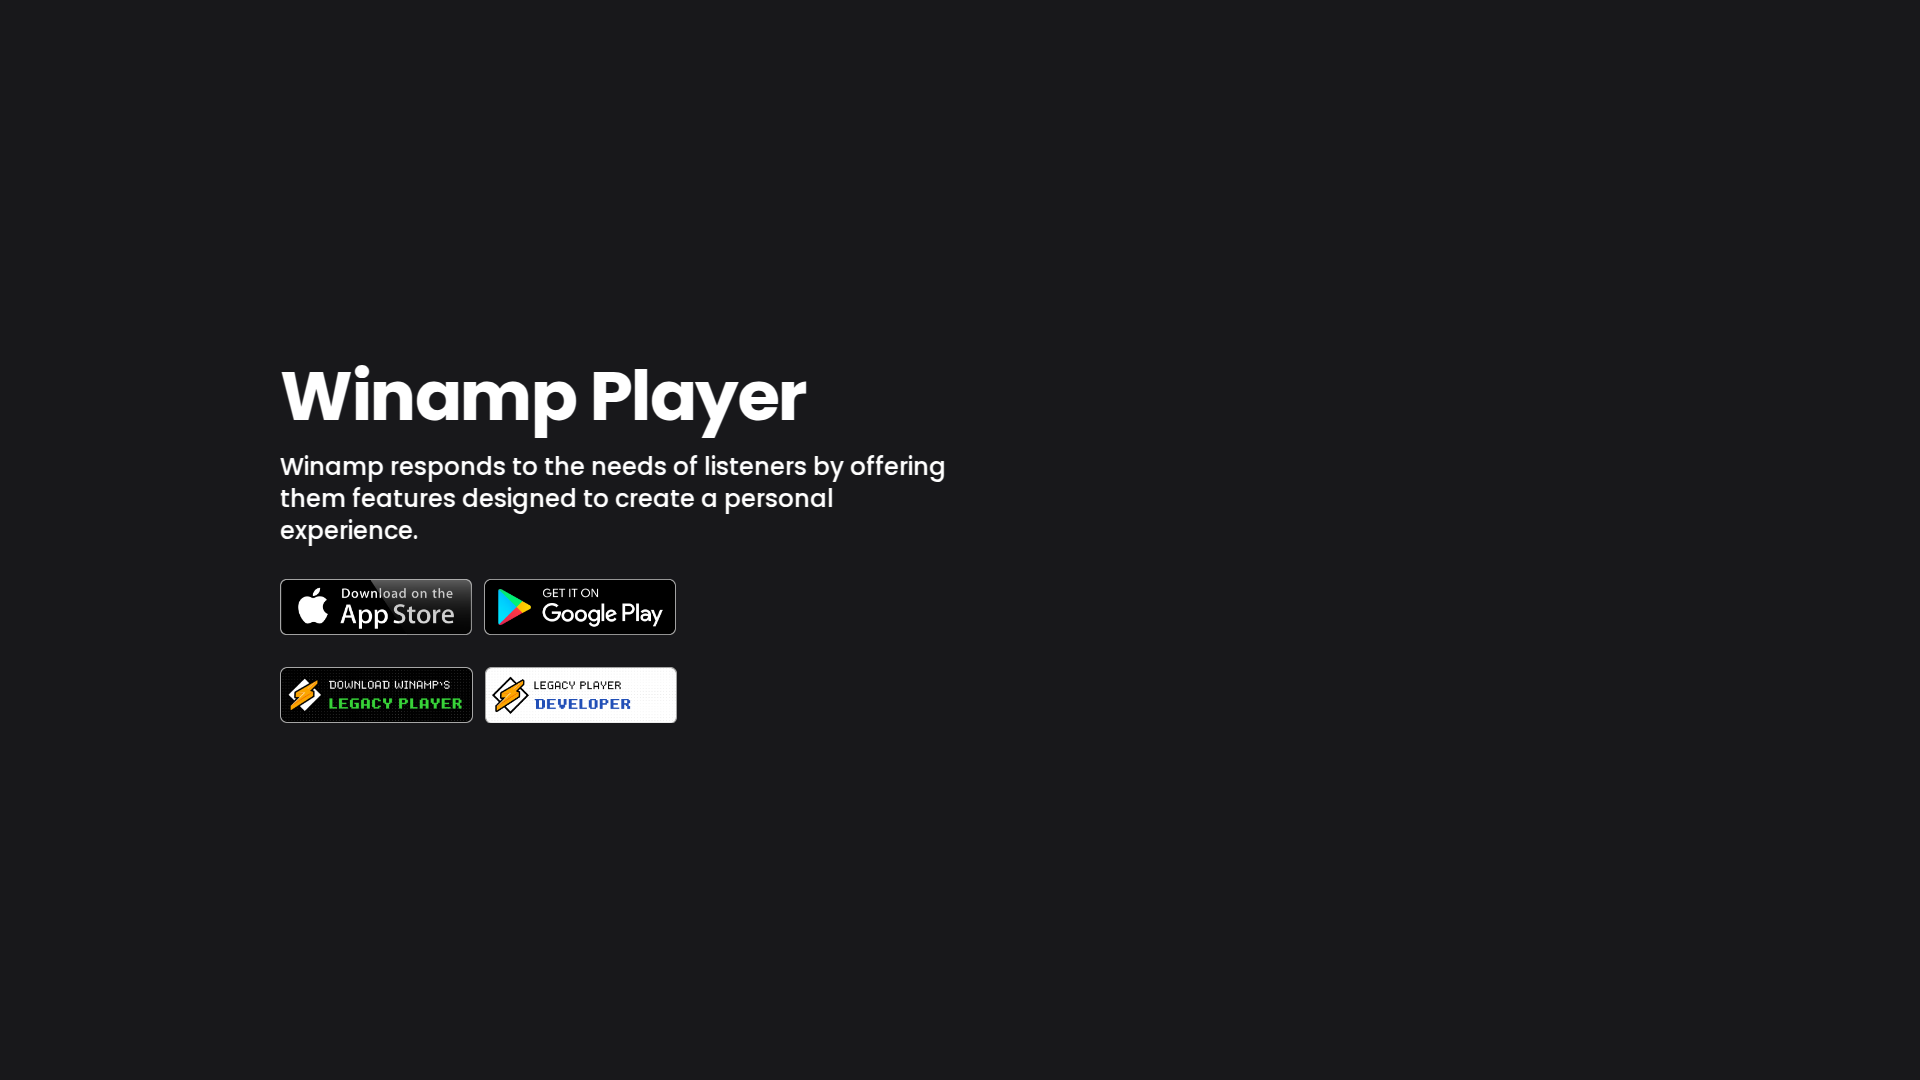 Winamp Player
Winamp responds to the needs of listeners by offering
them features designed to create a personal
experience.
Download on the
App Store
GET IT ON
Google Play
DOWNLOAD WINAMP'S
LEGACY PLAYER
LEGACY PLAYER
DEVELOPER